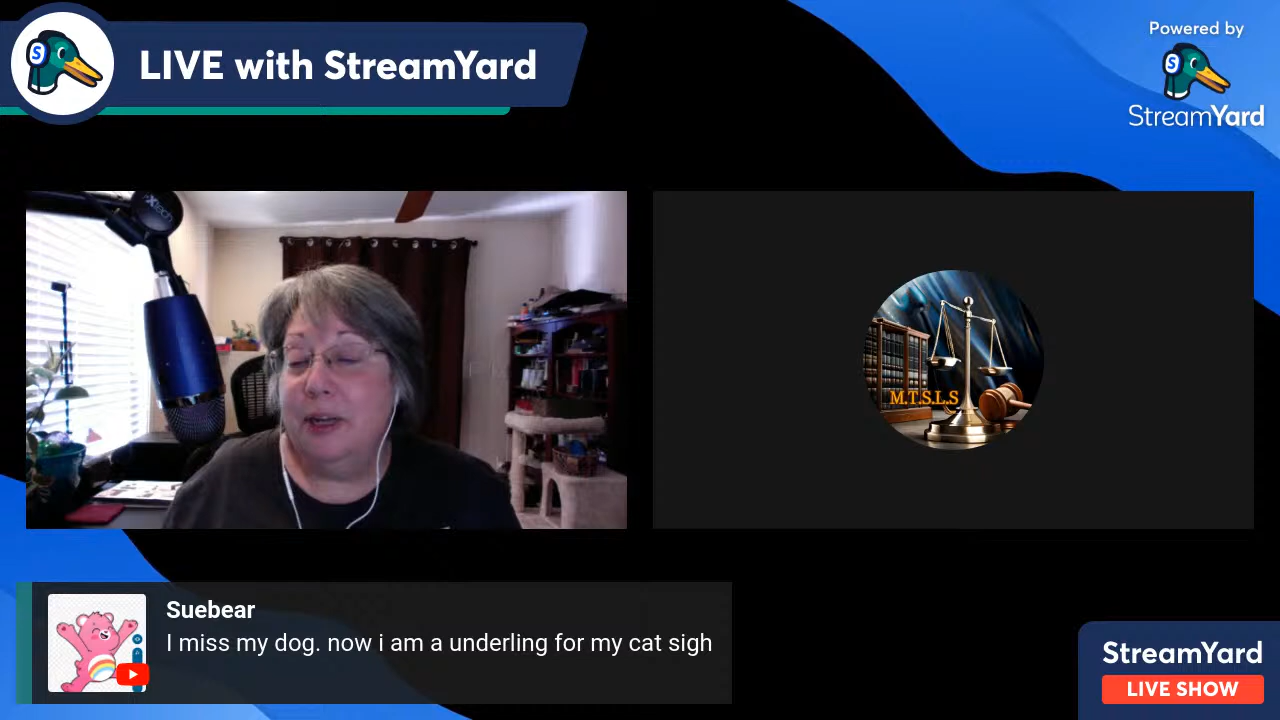 LIVE with StreamYard
Powered by
StreamYard
M.T.S.L.S
Suebear
I miss my dog. now i am a underling for my cat sigh
StreamYard
LIVE SHOW